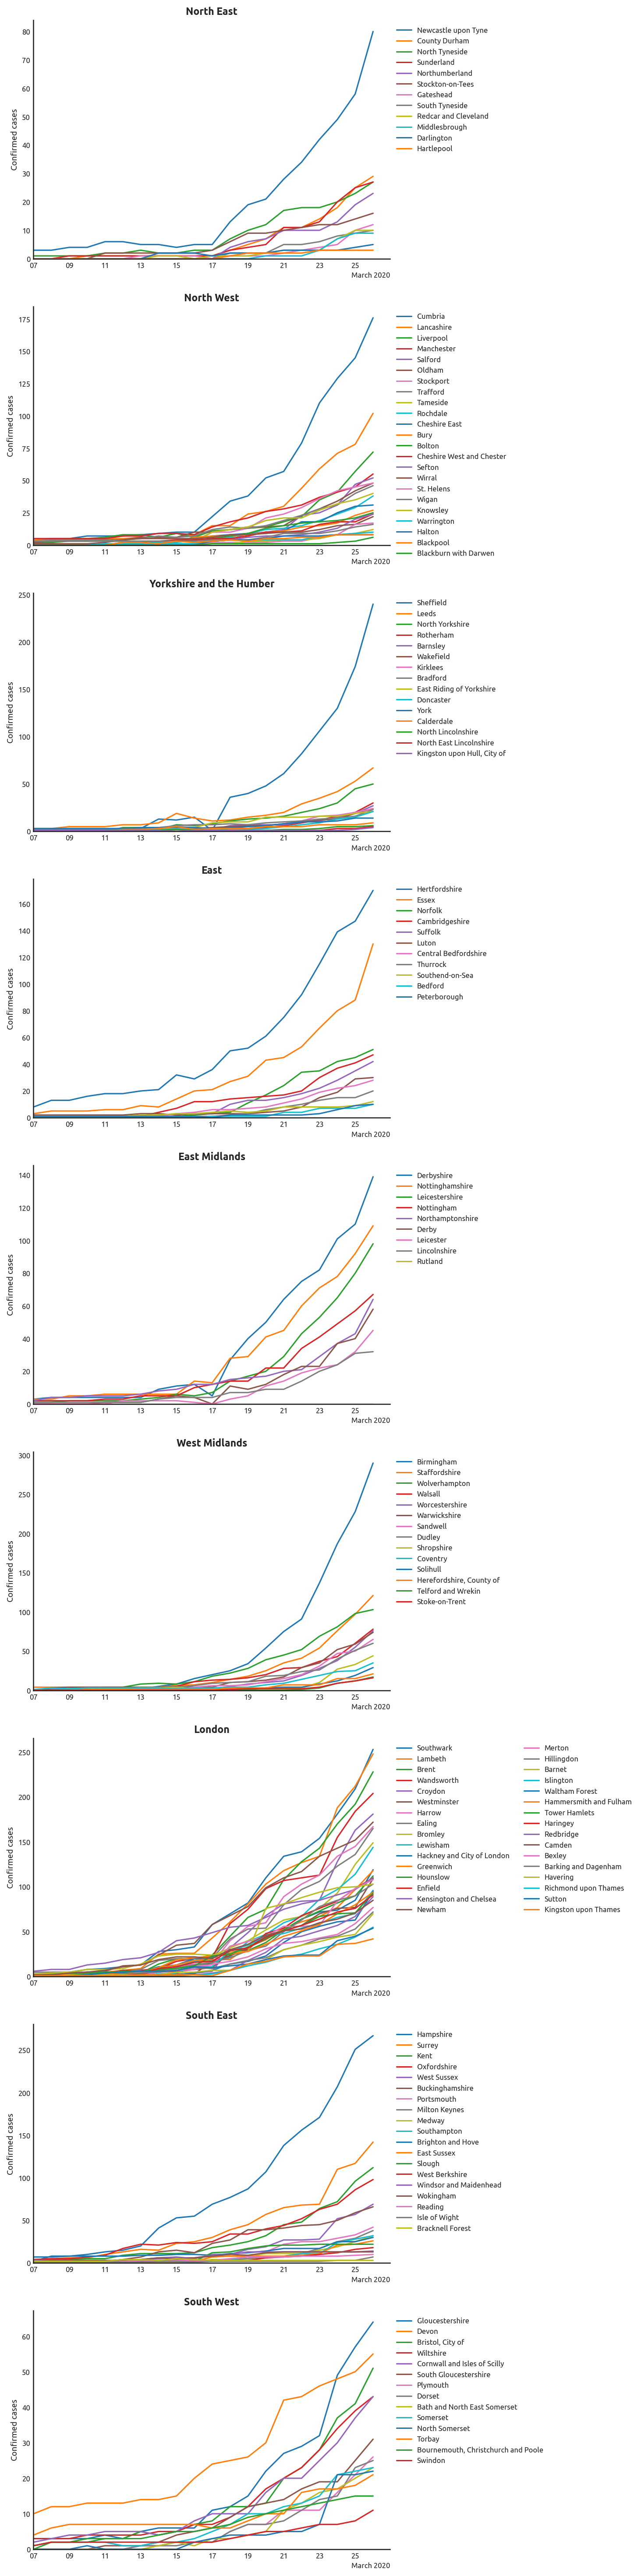 North East
Confirmed cases
80
70
60
50
40
30
20
10
0
07 09 11 13 15 17 19 21 23 25
March 2020
Newcastle upon Tyne
County Durham
North Tyneside
Sunderland
Northumberland
Stockton-on-Tees
Gateshead
South Tyneside
Redcar and Cleveland
Middlesbrough
Darlington
Hartlepool
North West
Confirmed cases
175
150
125
100
75
50
25
0
07 09 11 13 15 17 19 21 23 25
March 2020
Cumbria
Lancashire
Liverpool
Manchester
Salford
Oldham
Stockport
Trafford
Tameside
Rochdale
Cheshire East
Bury
Bolton
Cheshire West and Chester
Sefton
Wirral
St. Helens
Wigan
Knowsley
Warrington
Halton
Blackpool
Blackburn with Darwen
Yorkshire and the Humber
Confirmed cases
250
200
150
100
50
0
07 09 11 13 15 17 19 21 23 25
March 2020
Sheffield
Leeds
North Yorkshire
Rotherham
Barnsley
Wakefield
Kirklees
Bradford
East Riding of Yorkshire
Doncaster
York
Calderdale
North Lincolnshire
North East Lincolnshire
Kingston upon Hull, City of
East
Confirmed cases
160
140
120
100
80
60
40
20
0
07 09 11 13 15 17 19 21 23 25
March 2020
Hertfordshire
Essex
Norfolk
Cambridgeshire
Suffolk
Luton
Central Bedfordshire
Thurrock
Southend-on-Sea
Bedford
Peterborough
East Midlands
Confirmed cases
140
120
100
80
60
40
20
0
07 09 11 13 15 17 19 21 23 25
March 2020
Derbyshire
Nottinghamshire
Leicestershire
Nottingham
Northamptonshire
Derby
Leicester
Lincolnshire
Rutland
West Midlands
Confirmed cases
300
250
200
150
100
50
0
07 09 11 13 15 17 19 21 23 25
March 2020
Birmingham
Staffordshire
Wolverhampton
Walsall
Worcestershire
Warwickshire
Sandwell
Dudley
Shropshire
Coventry
Solihull
Herefordshire, County of
Telford and Wrekin
Stoke-on-Trent
London
Confirmed cases
250
200
150
100
50
0
07 09 11 13 15 17 19 21 23 25
March 2020
Southwark
Lambeth
Brent
Wandsworth
Croydon
Westminster
Harrow
Ealing
Bromley
Lewisham
Hackney and City of London
Greenwich
Hounslow
Enfield
Kensington and Chelsea
Newham
Merton
Hillingdon
Barnet
Islington
Waltham Forest
Hammersmith and Fulham
Tower Hamlets
Haringey
Redbridge
Camden
Bexley
Barking and Dagenham
Havering
Richmond upon Thames
Sutton
Kingston upon Thames
South East
Confirmed cases
250
200
150
100
50
0
07 09 11 13 15 17 19 21 23 25
March 2020
Hampshire
Surrey
Kent
Oxfordshire
West Sussex
Buckinghamshire
Portsmouth
Milton Keynes
Medway
Southampton
Brighton and Hove
East Sussex
Slough
West Berkshire
Windsor and Maidenhead
Wokingham
Reading
Isle of Wight
Bracknell Forest
South West
Confirmed cases
60
50
40
30
20
10
0
07 09 11 13 15 17 19 21 23 25
March 2020
Gloucestershire
Devon
Bristol, City of
Wiltshire
Cornwall and Isles of Scilly
South Gloucestershire
Plymouth
Dorset
Bath and North East Somerset
Somerset
North Somerset
Torbay
Bournemouth, Christchurch and Poole
Swindon